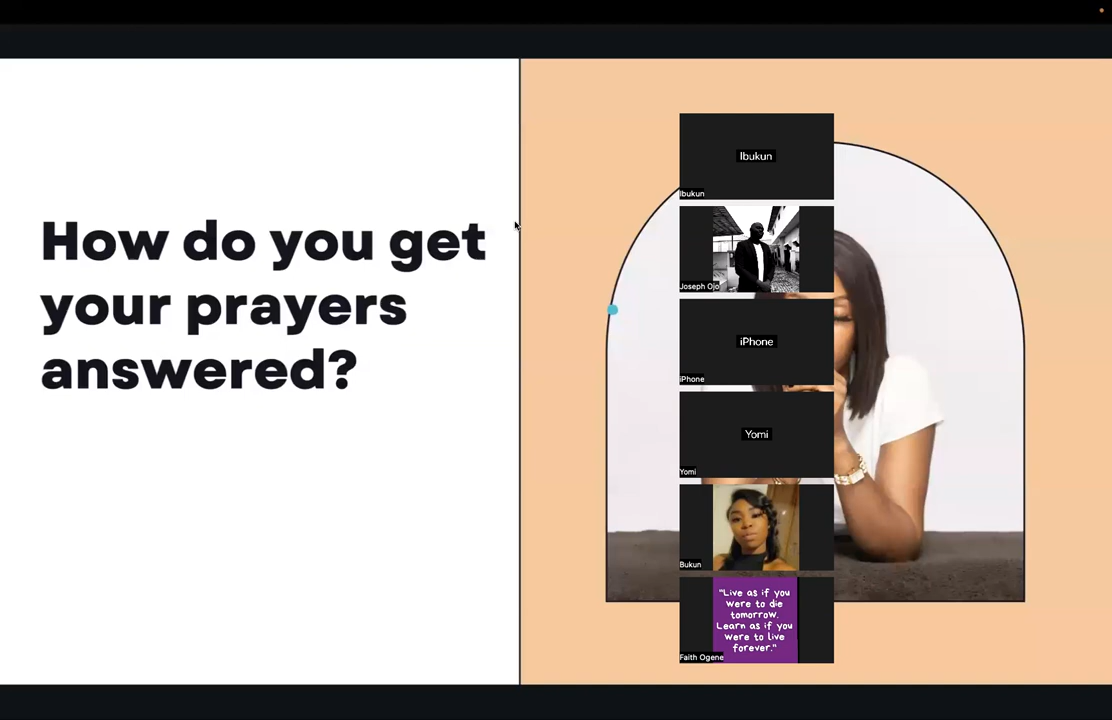 How do you get
your prayers
answered?
Ibukun
Ibukun
Joseph Ojo
iPhone
iPhone
Yomi
Yomi
Bukun
"Live as if you
were to die
tomorrow.
Learn as if you
were to live
forever."
Faith Ogene